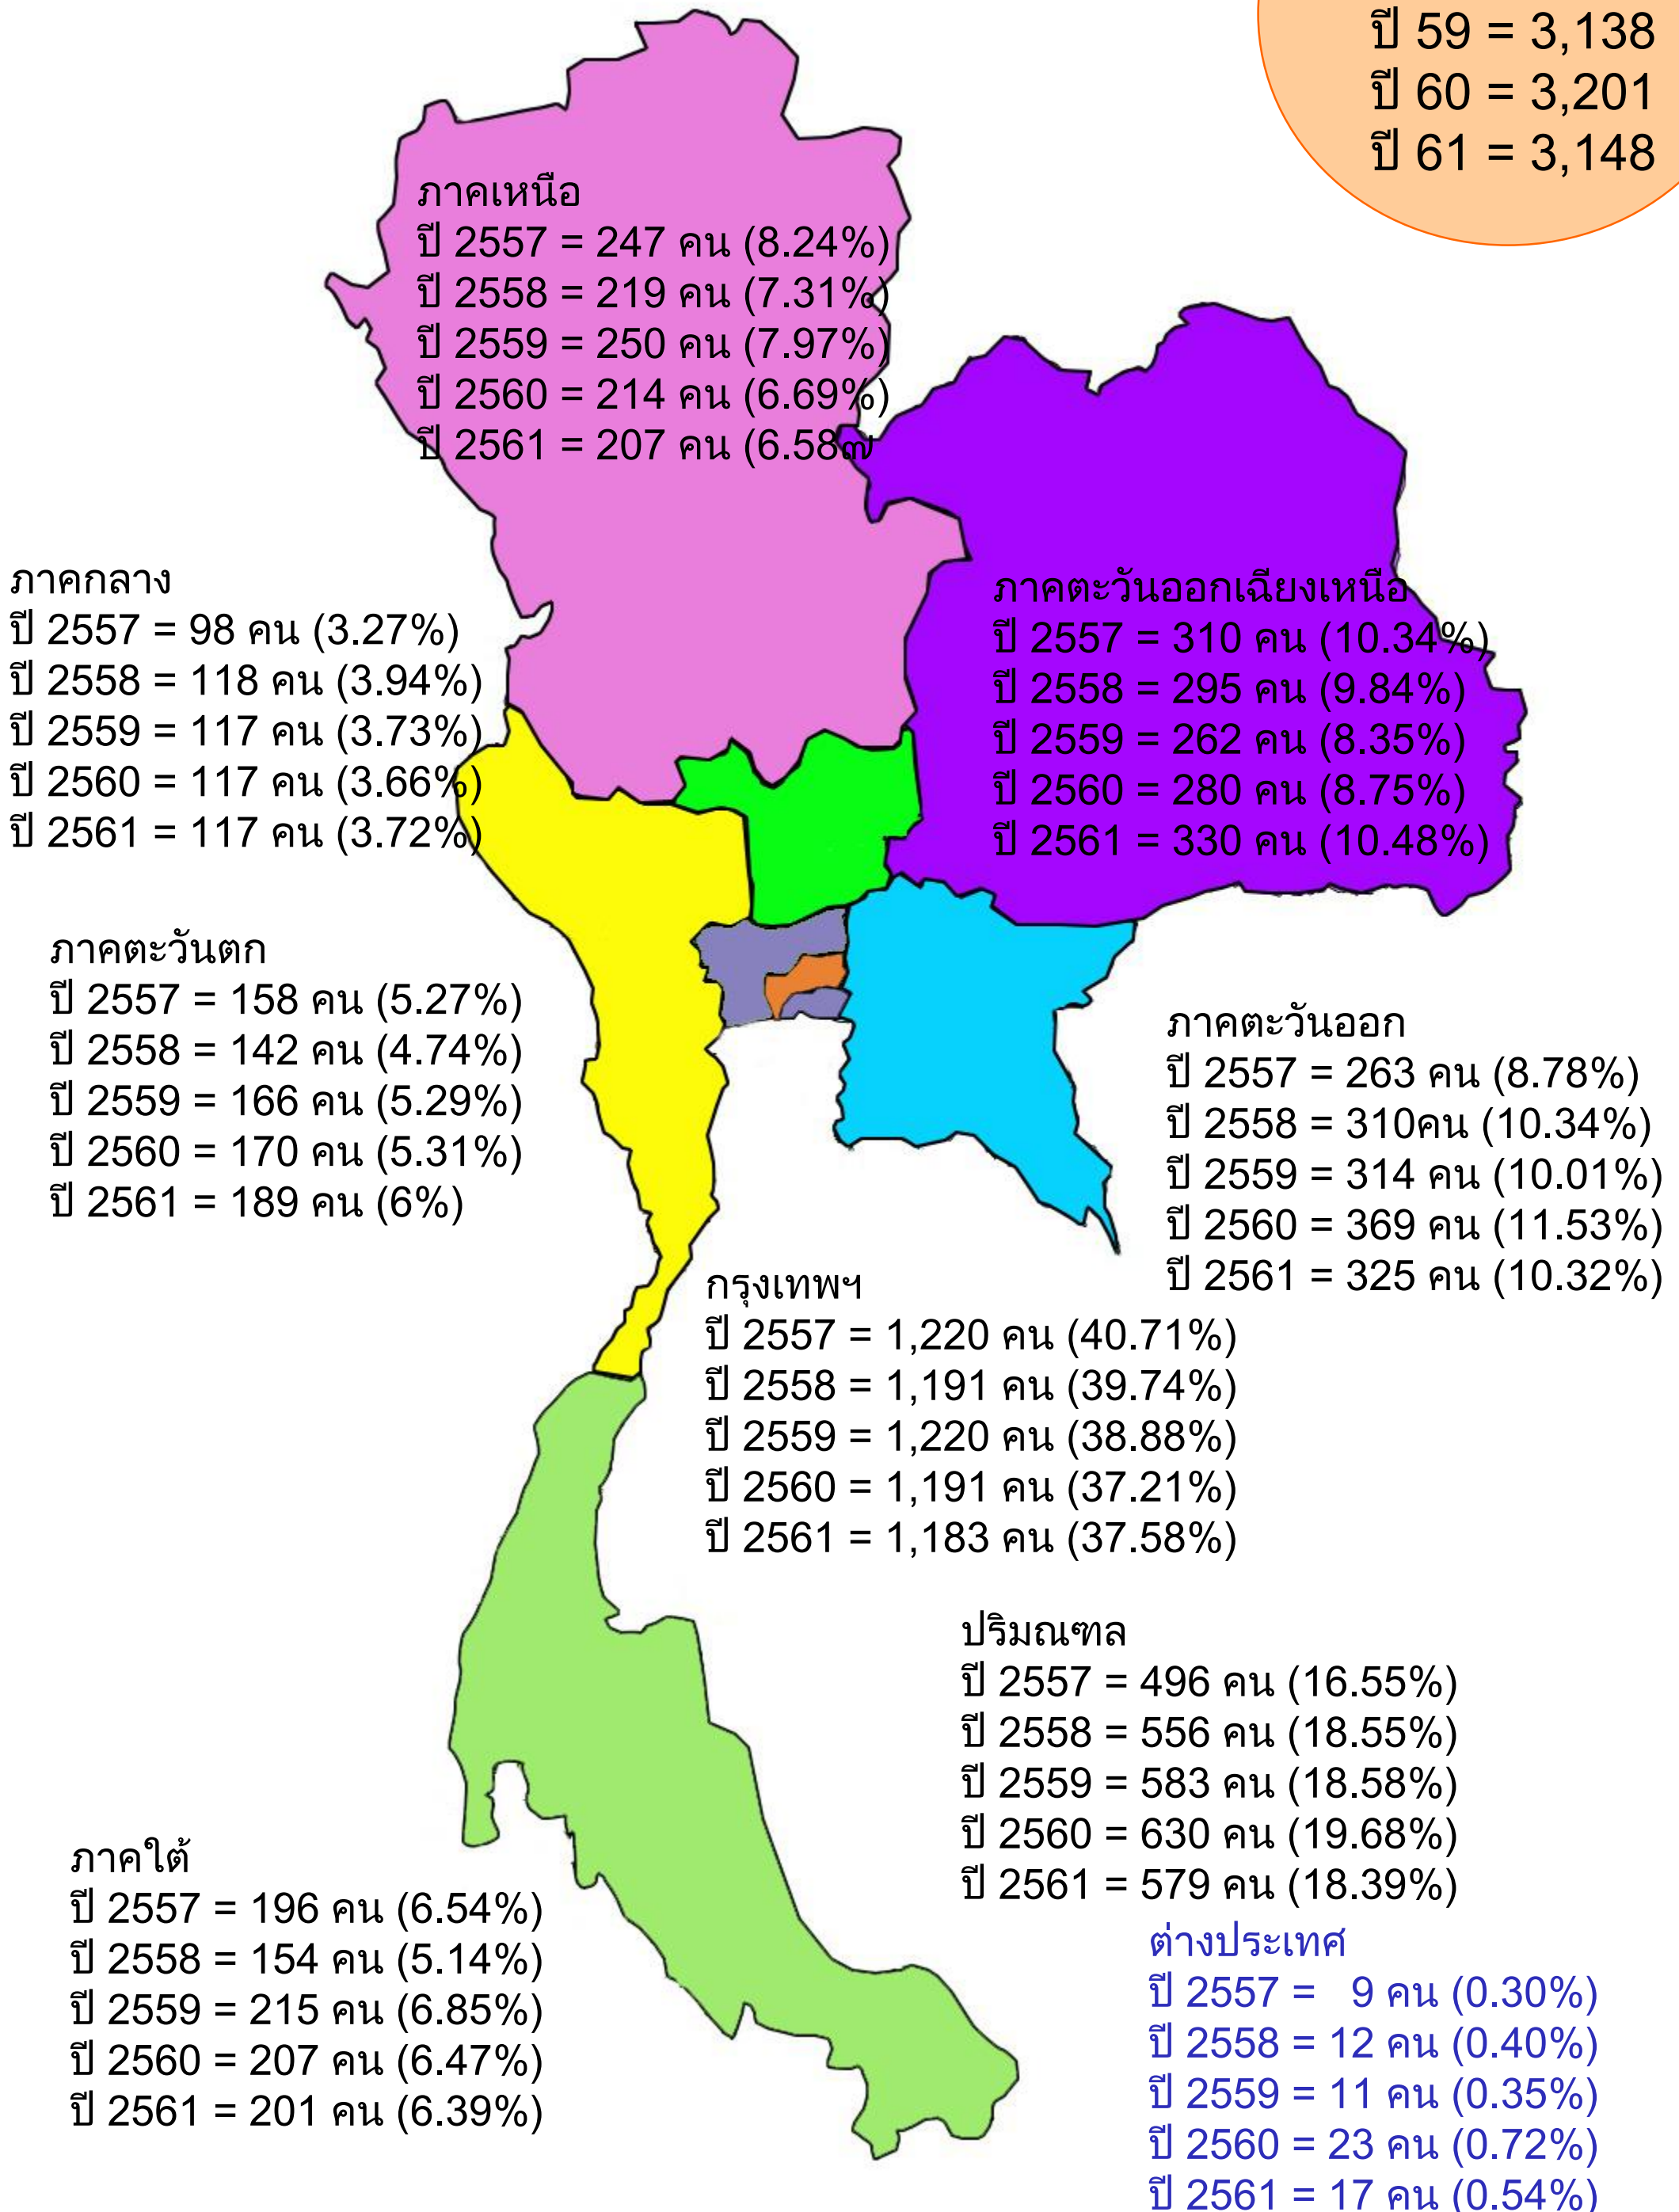 ปี 59 = 3,138
ปี 60 = 3,201
ปี 61 = 3,148
ภาคเหนือ
ปี 2557 = 247 คน (8.24%)
ปี 2558 = 219 คน (7.31%)
ปี 2559 = 250 คน (7.97%)
ปี 2560 = 214 คน (6.69%)
ปี 2561 = 207 คน (6.58๗
ภาคกลาง
ปี 2557 = 98 คน (3.27%)
ปี 2558 = 118 คน (3.94%)
ปี 2559 = 117 คน (3.73%)
ปี 2560 = 117 คน (3.66%)
ปี 2561 = 117 คน (3.72%)
ภาคตะวันออกเฉียงเหนือ
ปี 2557 = 310 คน (10.34%)
ปี 2558 = 295 คน (9.84%)
ปี 2559 = 262 คน (8.35%)
ปี 2560 = 280 คน (8.75%)
ปี 2561 = 330 คน (10.48%)
ภาคตะวันตก
ปี 2557 = 158 คน (5.27%)
ปี 2558 = 142 คน (4.74%)
ปี 2559 = 166 คน (5.29%)
ปี 2560 = 170 คน (5.31%)
ปี 2561 = 189 คน (6%)
ภาคตะวันออก
ปี 2557 = 263 คน (8.78%)
ปี 2558 = 310คน (10.34%)
ปี 2559 = 314 คน (10.01%)
ปี 2560 = 369 คน (11.53%)
ปี 2561 = 325 คน (10.32%)
กรุงเทพฯ
ปี 2557 = 1,220 คน (40.71%)
ปี 2558 = 1,191 คน (39.74%)
ปี 2559 = 1,220 คน (38.88%)
ปี 2560 = 1,191 คน (37.21%)
ปี 2561 = 1,183 คน (37.58%)
ปริมณฑล
ปี 2557 = 496 คน (16.55%)
ปี 2558 = 556 คน (18.55%)
ปี 2559 = 583 คน (18.58%)
ปี 2560 = 630 คน (19.68%)
ปี 2561 = 579 คน (18.39%)
ภาคใต้
ปี 2557 = 196 คน (6.54%)
ปี 2558 = 154 คน (5.14%)
ปี 2559 = 215 คน (6.85%)
ปี 2560 = 207 คน (6.47%)
ปี 2561 = 201 คน (6.39%)
ต่างประเทศ
ปี 2557 = 9 คน (0.30%)
ปี 2558 = 12 คน (0.40%)
ปี 2559 = 11 คน (0.35%)
ปี 2560 = 23 คน (0.72%)
ปี 2561 = 17 คน (0.54%)